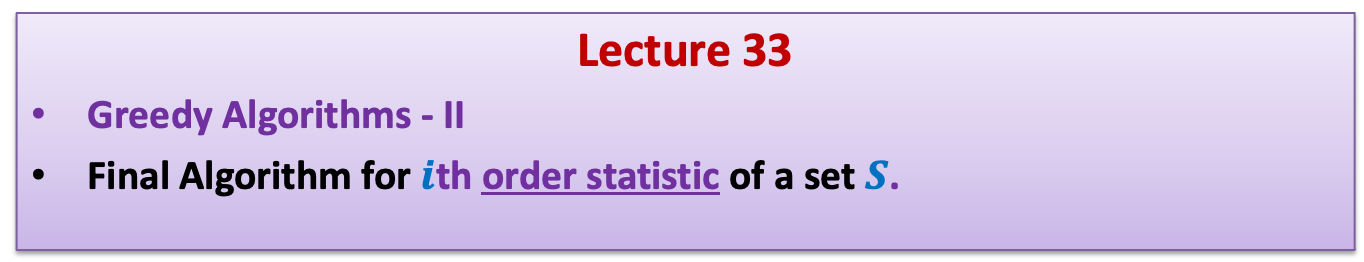 Lecture 33
• Greedy Algorithms - II
• Final Algorithm for ith order statistic of a set S.